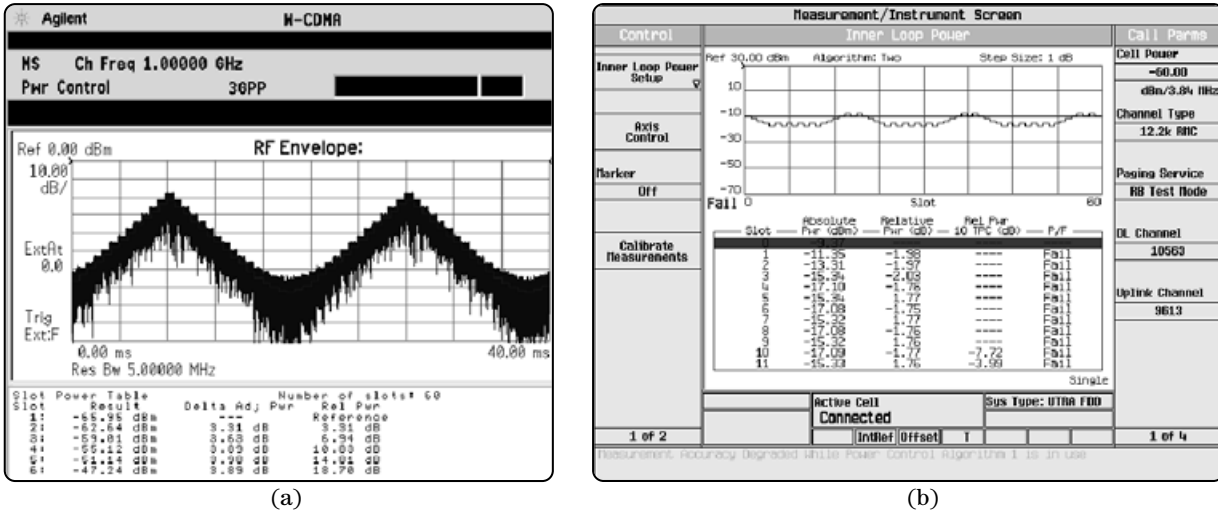 Agilent W-CDMA
MS Ch Freq 1.00000 GHz
Pwr Control 3GPP
Ref 0.00 dBm RF Envelope:
10.00
dB/
ExtAt
0.0
Trig
Ext:F
0.00 ms 40.00 ms
Res Bw 5.00000 MHz
Slot Power Table Number of slots: 60
Slot Result Delta Adj Pwr Rel Pwr
1: -65.95 dBm --- Reference
2: -62.64 dBm 3.31 dB 3.31 dB
3: -59.01 dBm 3.63 dB 6.94 dB
4: -55.12 dBm
5: -51.14 dBm
6: -47.24 dBm 3.89 dB 18.70 dB
(a)
Measurement/Instrument Screen
Control Inner Loop Power Call Parms
Inner Loop Power
Setup
Axis
Control
Marker
Off
Calibrate
Measurements
1 of 2
Ref 30.00 dBm Algorithm: Two Step Size: 1 dB
10
-10
-30
-50
-70
Fail 0 Slot 60
Absolute Relative Rel Pwr
Slot Pwr (dBm) Pwr (dB) 10 TPC (dB) P/F
0 -9.37
1 -11.35 -1.98 ---- Fail
2 -13.31 -1.97 ---- Fail
3 -15.34 -2.03 ---- Fail
4 -17.10 -1.76 ---- Fail
5 -15.34 1.77 ---- Fail
6 -17.08 -1.75 ---- Fail
7 -15.32 1.77 ---- Fail
8 -17.08 -1.76 ---- Fail
9 -15.32 1.76 ---- Fail
10 -17.09 -1.77 -7.72 Fail
11 -15.33 1.76 -3.99 Fail
Single
Active Cell Sys Type: UTRA FDD
Connected
IntRef Offset T
Cell Power
-60.00
dBm/3.84 MHz
Channel Type
12.2k RMC
Paging Service
RB Test Mode
DL Channel
10563
Uplink Channel
9613
1 of 4
Measurement Accuracy Degraded While Power Control Algorithm 1 is in use
(b)